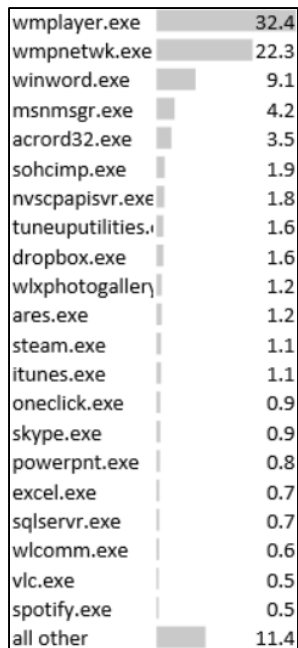 wmplayer.exe 32.4
wmpnetwk.exe 22.3
winword.exe 9.1
msnmsgr.exe 4.2
acrord32.exe 3.5
sohcimp.exe 1.9
nvscpapisvr.exe 1.8
tuneuputilities. 1.6
dropbox.exe 1.6
wlxphotogallery 1.2
ares.exe 1.2
steam.exe 1.1
itunes.exe 1.1
oneclick.exe 0.9
skype.exe 0.9
powerpnt.exe 0.8
excel.exe 0.7
sqlservr.exe 0.7
wlcomm.exe 0.6
vlc.exe 0.5
spotify.exe 0.5
all other 11.4